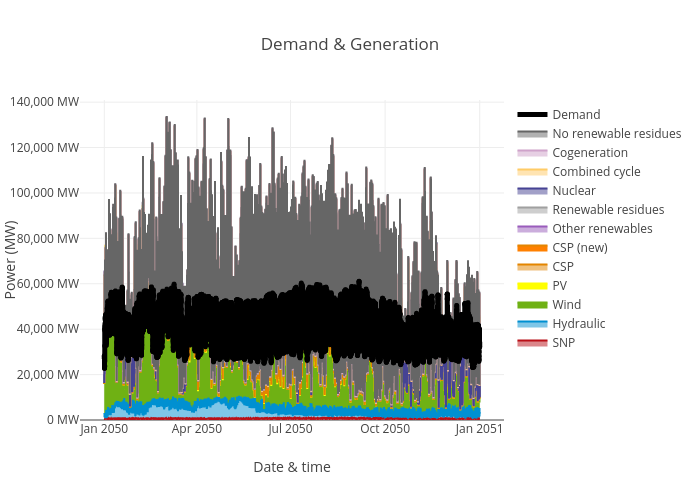 Demand & Generation
140,000 MW
120,000 MW
100,000 MW
80,000 MW
60,000 MW
40,000 MW
20,000 MW
0 MW
Power (MW)
Jan 2050
Apr 2050
Jul 2050
Oct 2050
Jan 2051
Date & time
Demand
No renewable residues
Cogeneration
Combined cycle
Nuclear
Renewable residues
Other renewables
CSP (new)
CSP
PV
Wind
Hydraulic
SNP